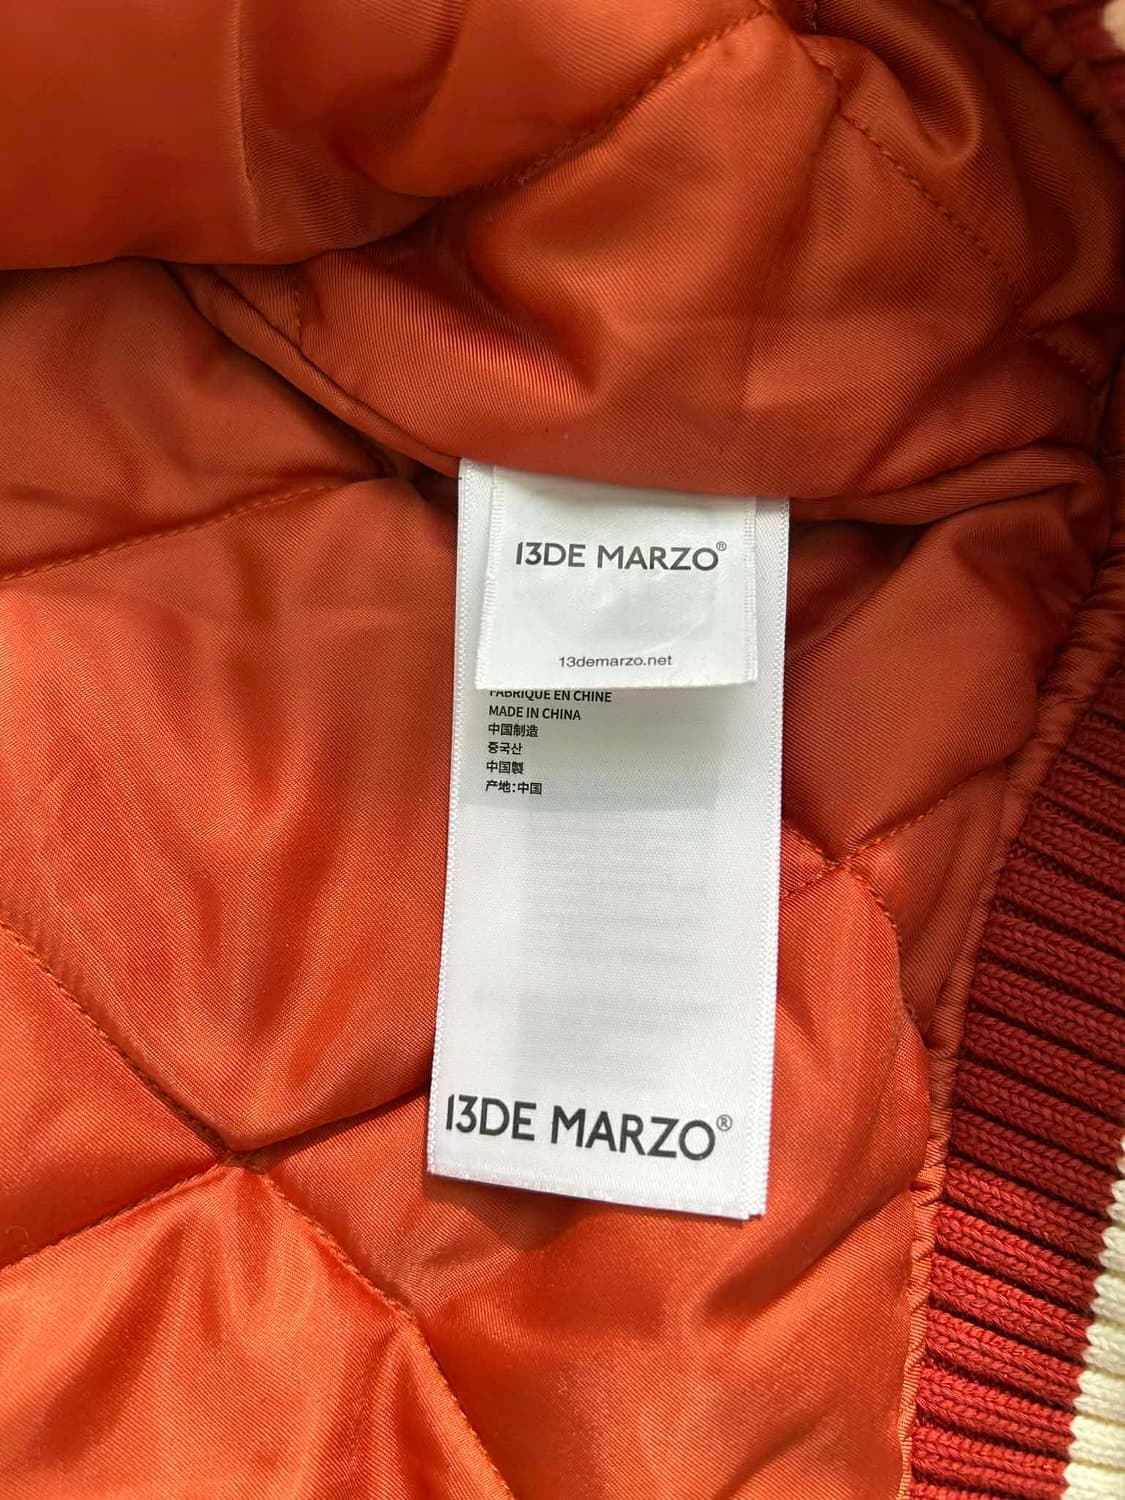 13DE MARZO®
13demarzo.net
FABRIQUE EN CHINE
MADE IN CHINA
中国制造
중국산
中国製
产地：中国
13DE MARZO®